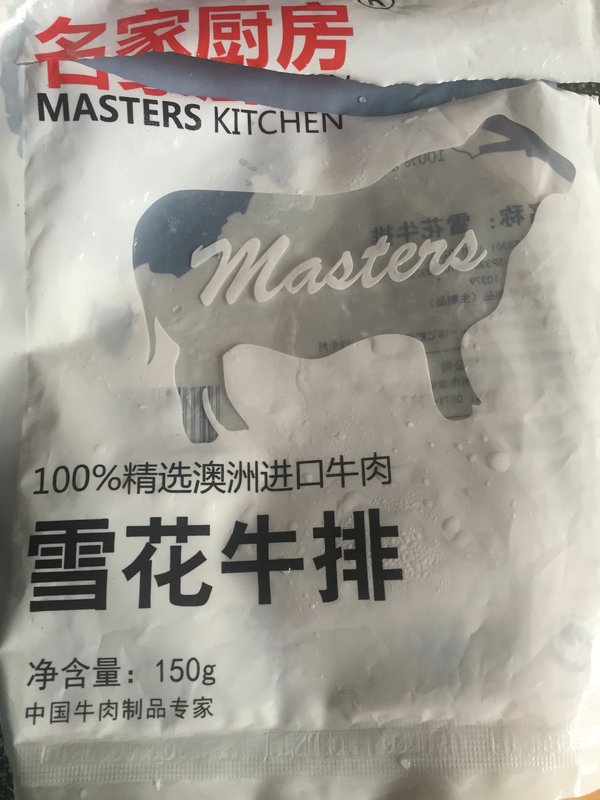 名家厨房
MASTERS KITCHEN
Masters
100%精选澳洲进口牛肉
雪花牛排
净含量：150g
中国牛肉制品专家